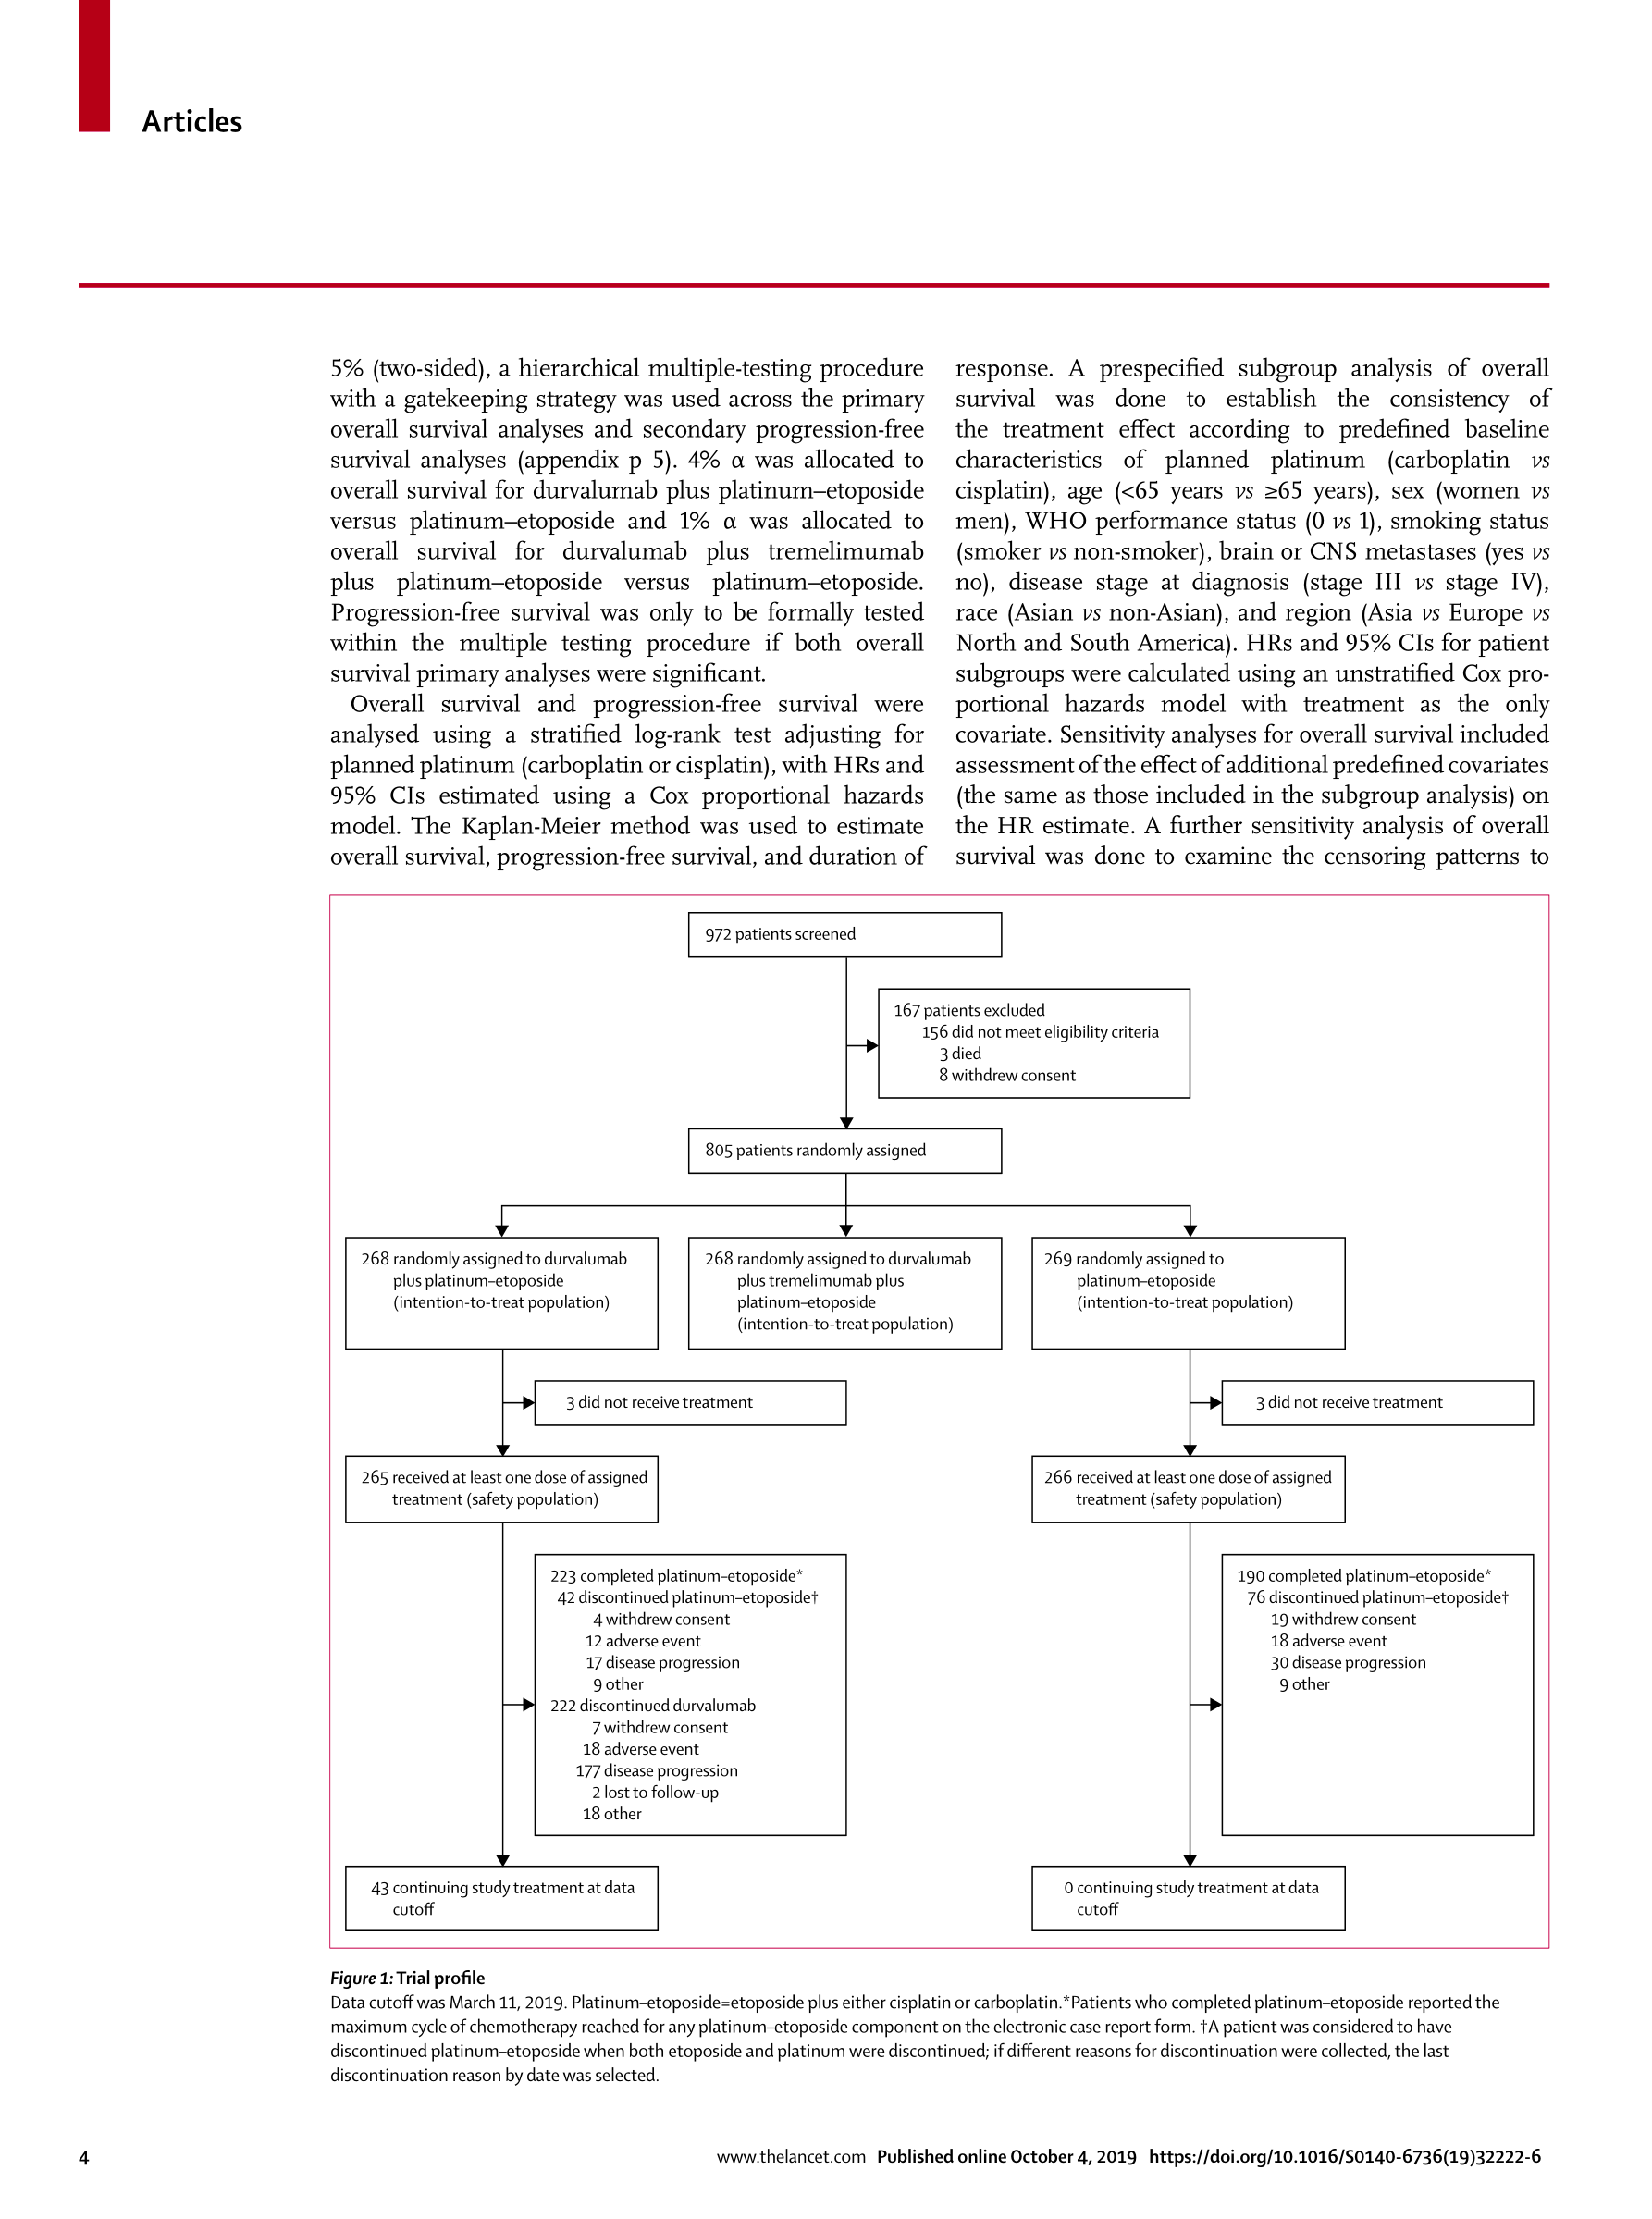 Articles
5% (two-sided), a hierarchical multiple-testing procedure
with a gatekeeping strategy was used across the primary
overall survival analyses and secondary progression-free
survival analyses (appendix p 5). 4% α was allocated to
overall survival for durvalumab plus platinum–etoposide
versus platinum–etoposide and 1% α was allocated to
overall survival for durvalumab plus tremelimumab
plus platinum–etoposide versus platinum–etoposide.
Progression-free survival was only to be formally tested
within the multiple testing procedure if both overall
survival primary analyses were significant.
Overall survival and progression-free survival were
analysed using a stratified log-rank test adjusting for
planned platinum (carboplatin or cisplatin), with HRs and
95% CIs estimated using a Cox proportional hazards
model. The Kaplan-Meier method was used to estimate
overall survival, progression-free survival, and duration of
response. A prespecified subgroup analysis of overall
survival was done to establish the consistency of
the treatment effect according to predefined baseline
characteristics of planned platinum (carboplatin vs
cisplatin), age (<65 years vs ≥65 years), sex (women vs
men), WHO performance status (0 vs 1), smoking status
(smoker vs non-smoker), brain or CNS metastases (yes vs
no), disease stage at diagnosis (stage III vs stage IV),
race (Asian vs non-Asian), and region (Asia vs Europe vs
North and South America). HRs and 95% CIs for patient
subgroups were calculated using an unstratified Cox pro-
portional hazards model with treatment as the only
covariate. Sensitivity analyses for overall survival included
assessment of the effect of additional predefined covariates
(the same as those included in the subgroup analysis) on
the HR estimate. A further sensitivity analysis of overall
survival was done to examine the censoring patterns to
972 patients screened
167 patients excluded
156 did not meet eligibility criteria
3 died
8 withdrew consent
805 patients randomly assigned
268 randomly assigned to durvalumab
plus platinum–etoposide
(intention-to-treat population)
268 randomly assigned to durvalumab
plus tremelimumab plus
platinum–etoposide
(intention-to-treat population)
269 randomly assigned to
platinum–etoposide
(intention-to-treat population)
3 did not receive treatment
3 did not receive treatment
265 received at least one dose of assigned
treatment (safety population)
266 received at least one dose of assigned
treatment (safety population)
223 completed platinum–etoposide*
42 discontinued platinum–etoposide†
4 withdrew consent
12 adverse event
17 disease progression
9 other
222 discontinued durvalumab
7 withdrew consent
18 adverse event
177 disease progression
2 lost to follow-up
18 other
190 completed platinum–etoposide*
76 discontinued platinum–etoposide†
19 withdrew consent
18 adverse event
30 disease progression
9 other
43 continuing study treatment at data
cutoff
0 continuing study treatment at data
cutoff
Figure 1: Trial profile
Data cutoff was March 11, 2019. Platinum–etoposide=etoposide plus either cisplatin or carboplatin.*Patients who completed platinum–etoposide reported the
maximum cycle of chemotherapy reached for any platinum–etoposide component on the electronic case report form. †A patient was considered to have
discontinued platinum–etoposide when both etoposide and platinum were discontinued; if different reasons for discontinuation were collected, the last
discontinuation reason by date was selected.
4 www.thelancet.com Published online October 4, 2019 https://doi.org/10.1016/S0140-6736(19)32222-6